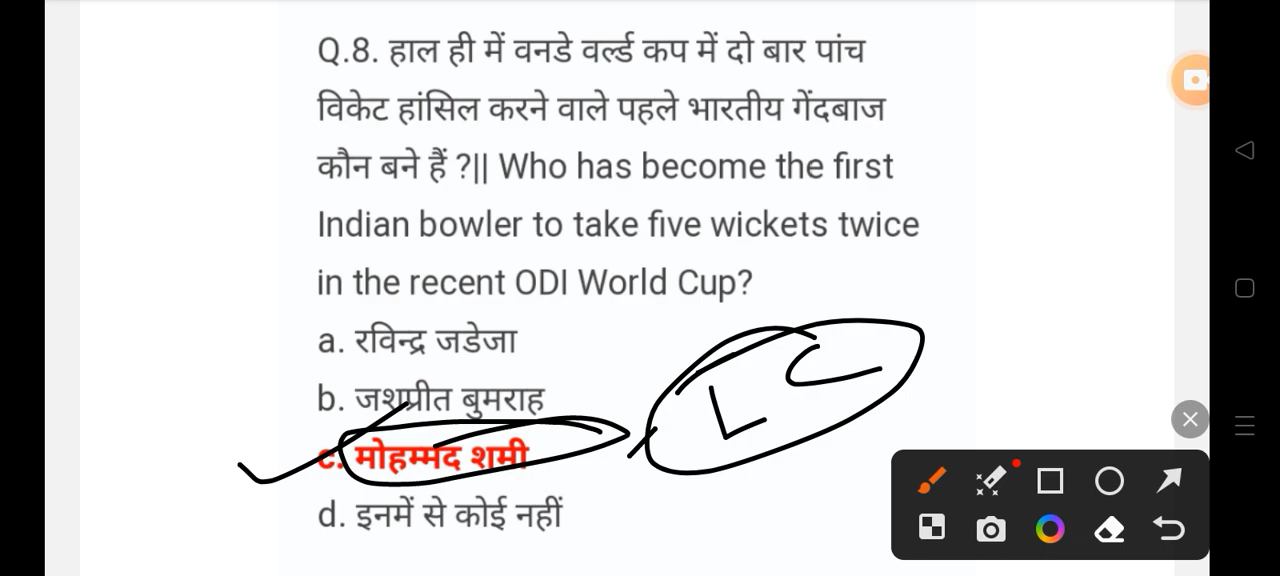 Q.8. हाल ही में वनडे वर्ल्ड कप में दो बार पांच
विकेट हांसिल करने वाले पहले भारतीय गेंदबाज
कौन बने हैं ?|| Who has become the first
Indian bowler to take five wickets twice
in the recent ODI World Cup?
a. रविन्द्र जडेजा
b. जशप्रीत बुमराह
c. मोहम्मद शमी
d. इनमें से कोई नहीं